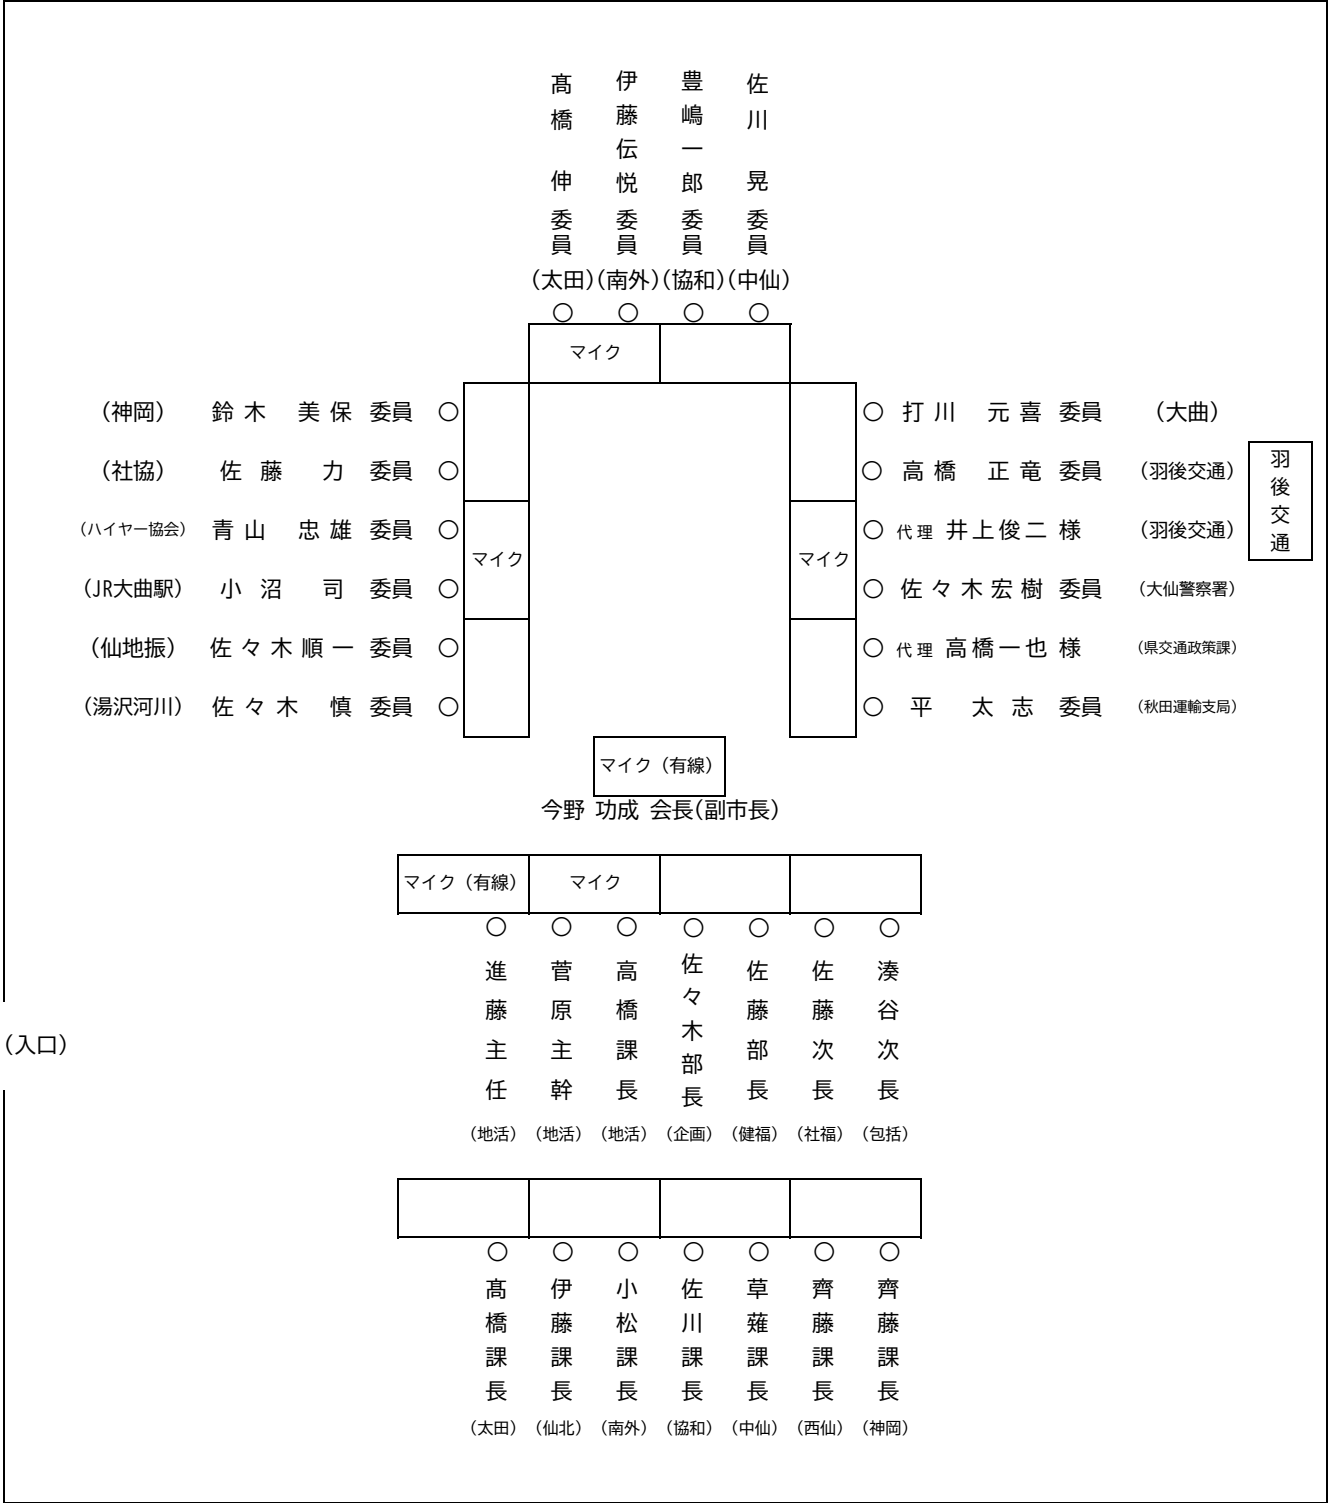 髙橋 伸委員
伊藤伝悦委員
豊嶋一郎委員
佐川 晃委員
（太田）（南外）（協和）（中仙）
○ ○ ○ ○
マイク
（神岡） 鈴木 美保 委員 ○
（社協） 佐藤 力 委員 ○
（ハイヤー協会） 青山 忠雄 委員 ○
（JR大曲駅） 小沼 司 委員 ○
（仙地振） 佐々木順一 委員 ○
（湯沢河川） 佐々木 慎 委員 ○
マイク
マイク
○ 打川 元喜 委員 （大曲）
○ 高橋 正竜 委員 （羽後交通）
○ 代理 井上俊二 様 （羽後交通）
○ 佐々木宏樹 委員 （大仙警察署）
○ 代理 高橋一也 様 （県交通政策課）
○ 平 太志 委員 （秋田運輸支局）
羽後交通
マイク（有線）
今野 功成 会長（副市長）
マイク（有線） マイク
○ ○ ○ ○ ○ ○ ○
進藤主任
菅原主幹
高橋課長
佐々木部長
佐藤部長
佐藤次長
湊谷次長
（地活）（地活）（地活）（企画）（健福）（社福）（包括）
（入口）
○ ○ ○ ○ ○ ○ ○
髙橋課長
伊藤課長
小松課長
佐川課長
草薙課長
齊藤課長
齊藤課長
（太田）（仙北）（南外）（協和）（中仙）（西仙）（神岡）